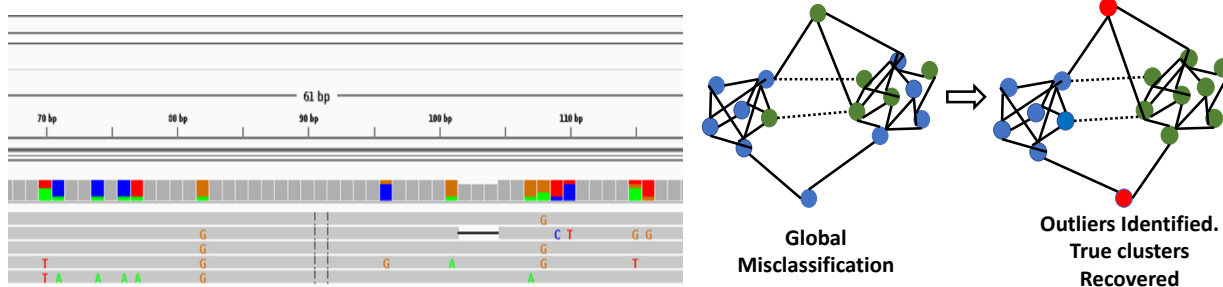 61 bp
70 bp 80 bp 90 bp 100 bp 110 bp
G
G C T G G
G G
T G G A G T
T A A A A G A
Global
Misclassification
Outliers Identified.
True clusters
Recovered